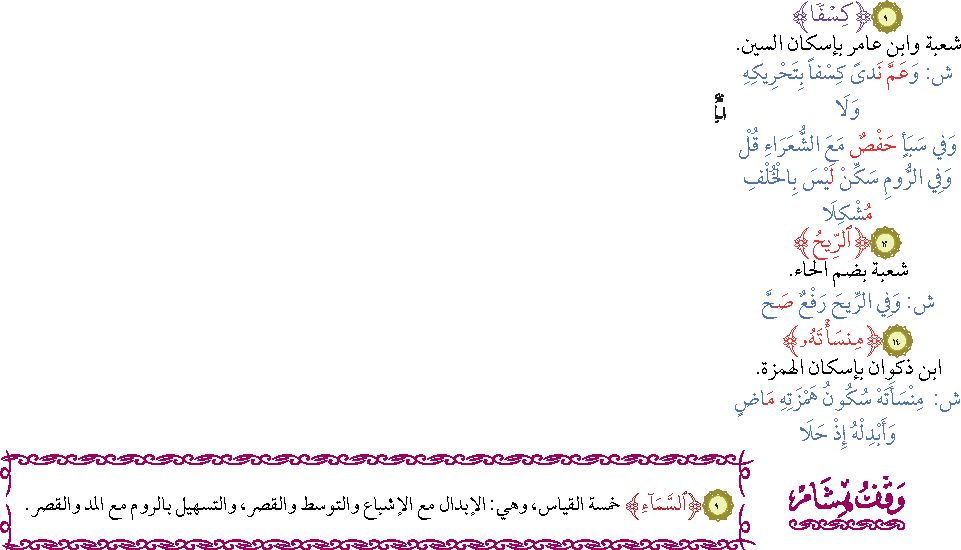 ﴿كِسْفًا﴾ ٩
شعبة وابن عامر بإسكان السين.
ش: وَعَمَّ نَدىً كِسْفاً بِتَحْرِيكِهِ
وَلَا
وَفِي سَبَأٍ حَفْصٌ مَعَ الشُّعَرَاءِ قُلْ
وَفِي الرُّومِ سَكِّنْ لَيْسَ بِالْخُلْفِ
مُشْكِلَا
﴿ٱلرِّيحُ﴾ ١٢
شعبة بضم الحاء.
ش: وَفِي الرِّيحَ رَفْعٌ صَحَّ
﴿مِنسَأْتَهُۥ﴾ ١٤
ابن ذكوان بإسكان الهمزة.
ش: مِنْسَأَتَهْ سُكُونُ هَمْزَتِهِ مَاضٍ
وَأَبْدِلْهُ إِذْ حَلَا
وقف هشام
٩ ﴿ٱلسَّمَآءِ﴾ خمسة القياس، وهي: الإبدال مع الإشباع والتوسط والقصر، والتسهيل بالروم مع المد والقصر.